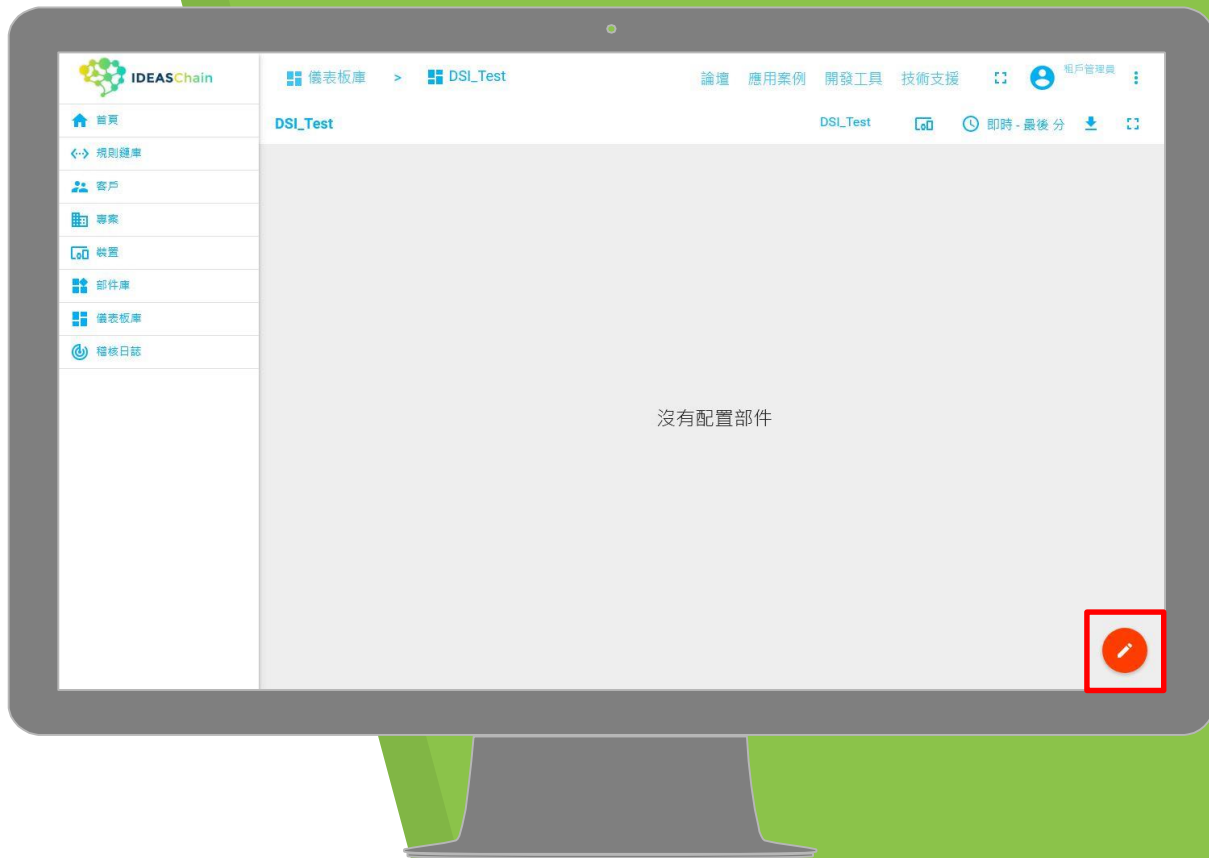 IDEASChain
儀表板庫 > DSI_Test
論壇 應用案例 開發工具 技術支援
租戶管理員
首頁
規則鏈庫
客戶
專案
裝置
部件庫
儀表板庫
稽核日誌
DSI_Test
DSI_Test
即時 - 最後 分
沒有配置部件